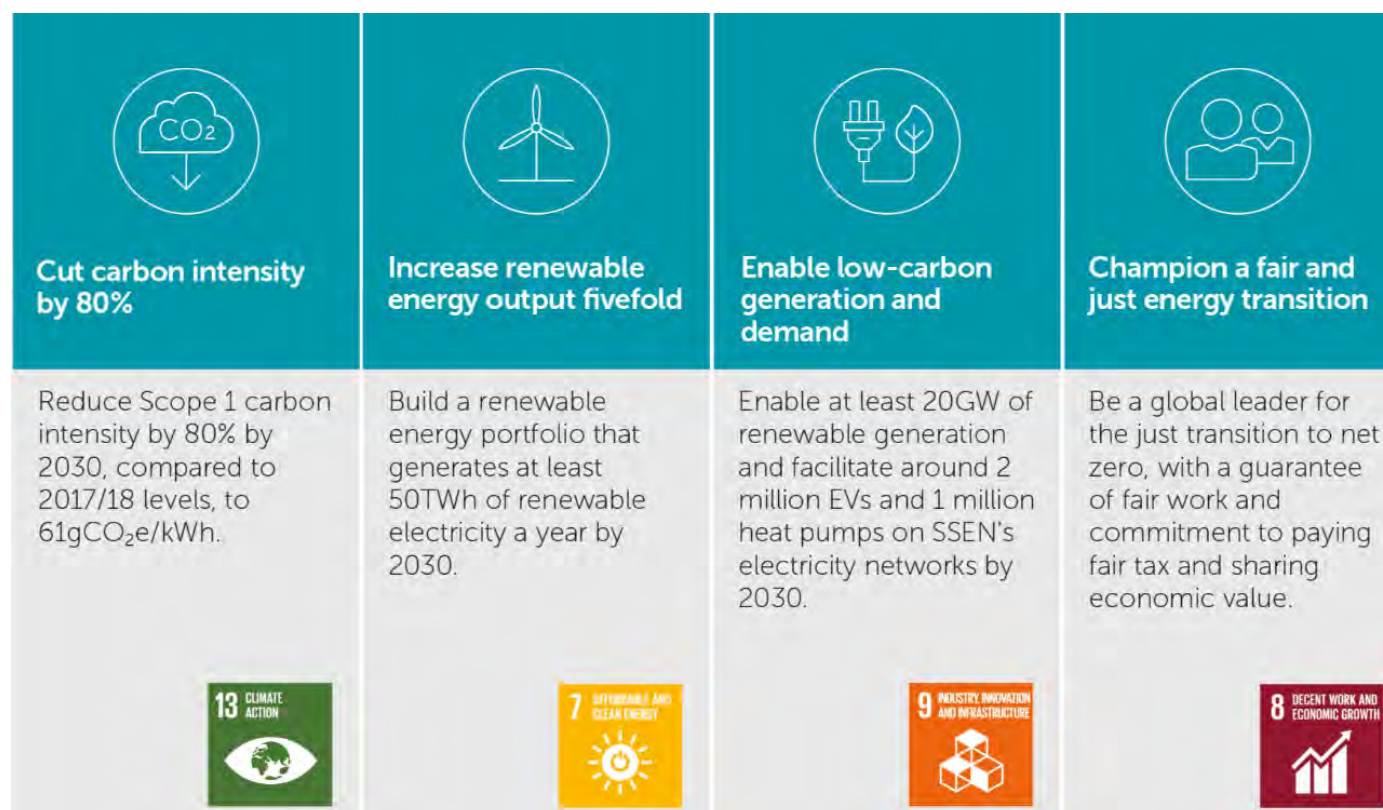 CO₂
Cut carbon intensity
by 80%
Reduce Scope 1 carbon
intensity by 80% by
2030, compared to
2017/18 levels, to
61gCO₂e/kWh.
13 CLIMATE
ACTION
Increase renewable
energy output fivefold
Build a renewable
energy portfolio that
generates at least
50TWh of renewable
electricity a year by
2030.
7 AFFORDABLE AND
CLEAN ENERGY
Enable low-carbon
generation and
demand
Enable at least 20GW of
renewable generation
and facilitate around 2
million EVs and 1 million
heat pumps on SSEN's
electricity networks by
2030.
9 INDUSTRY, INNOVATION
AND INFRASTRUCTURE
Champion a fair and
just energy transition
Be a global leader for
the just transition to net
zero, with a guarantee
of fair work and
commitment to paying
fair tax and sharing
economic value.
8 DECENT WORK AND
ECONOMIC GROWTH